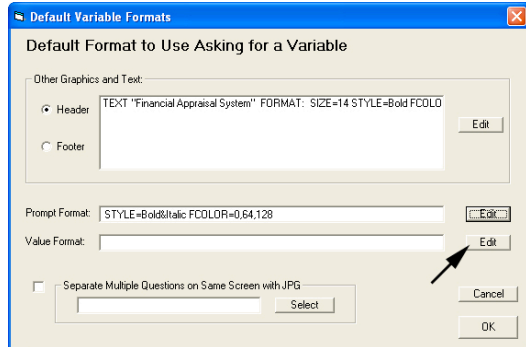 Default Variable Formats
Default Format to Use Asking for a Variable
Other Graphics and Text:
Header
TEXT "Financial Appraisal System" FORMAT: SIZE=14 STYLE=Bold FCOLO
Edit
Footer
Prompt Format: STYLE=Bold&Italic FCOLOR=0,64,128 Edit
Value Format: Edit
Separate Multiple Questions on Same Screen with JPG
Select
Cancel
OK